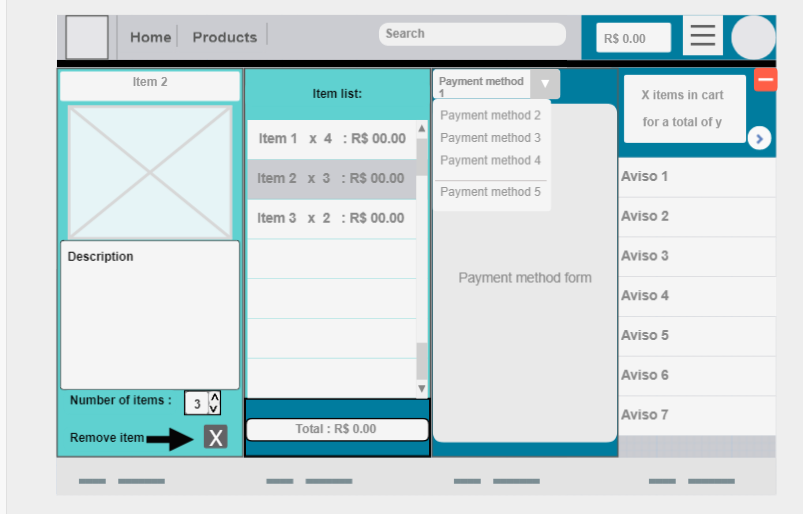 Home
Products
Search
R$ 0.00
Item 2
Description
Number of items :
3
Remove item
X
Item list:
Item 1 x 4 : R$ 00.00
Item 2 x 3 : R$ 00.00
Item 3 x 2 : R$ 00.00
Total : R$ 0.00
Payment method
1
Payment method 2
Payment method 3
Payment method 4
Payment method 5
Payment method form
X items in cart
for a total of y
Aviso 1
Aviso 2
Aviso 3
Aviso 4
Aviso 5
Aviso 6
Aviso 7